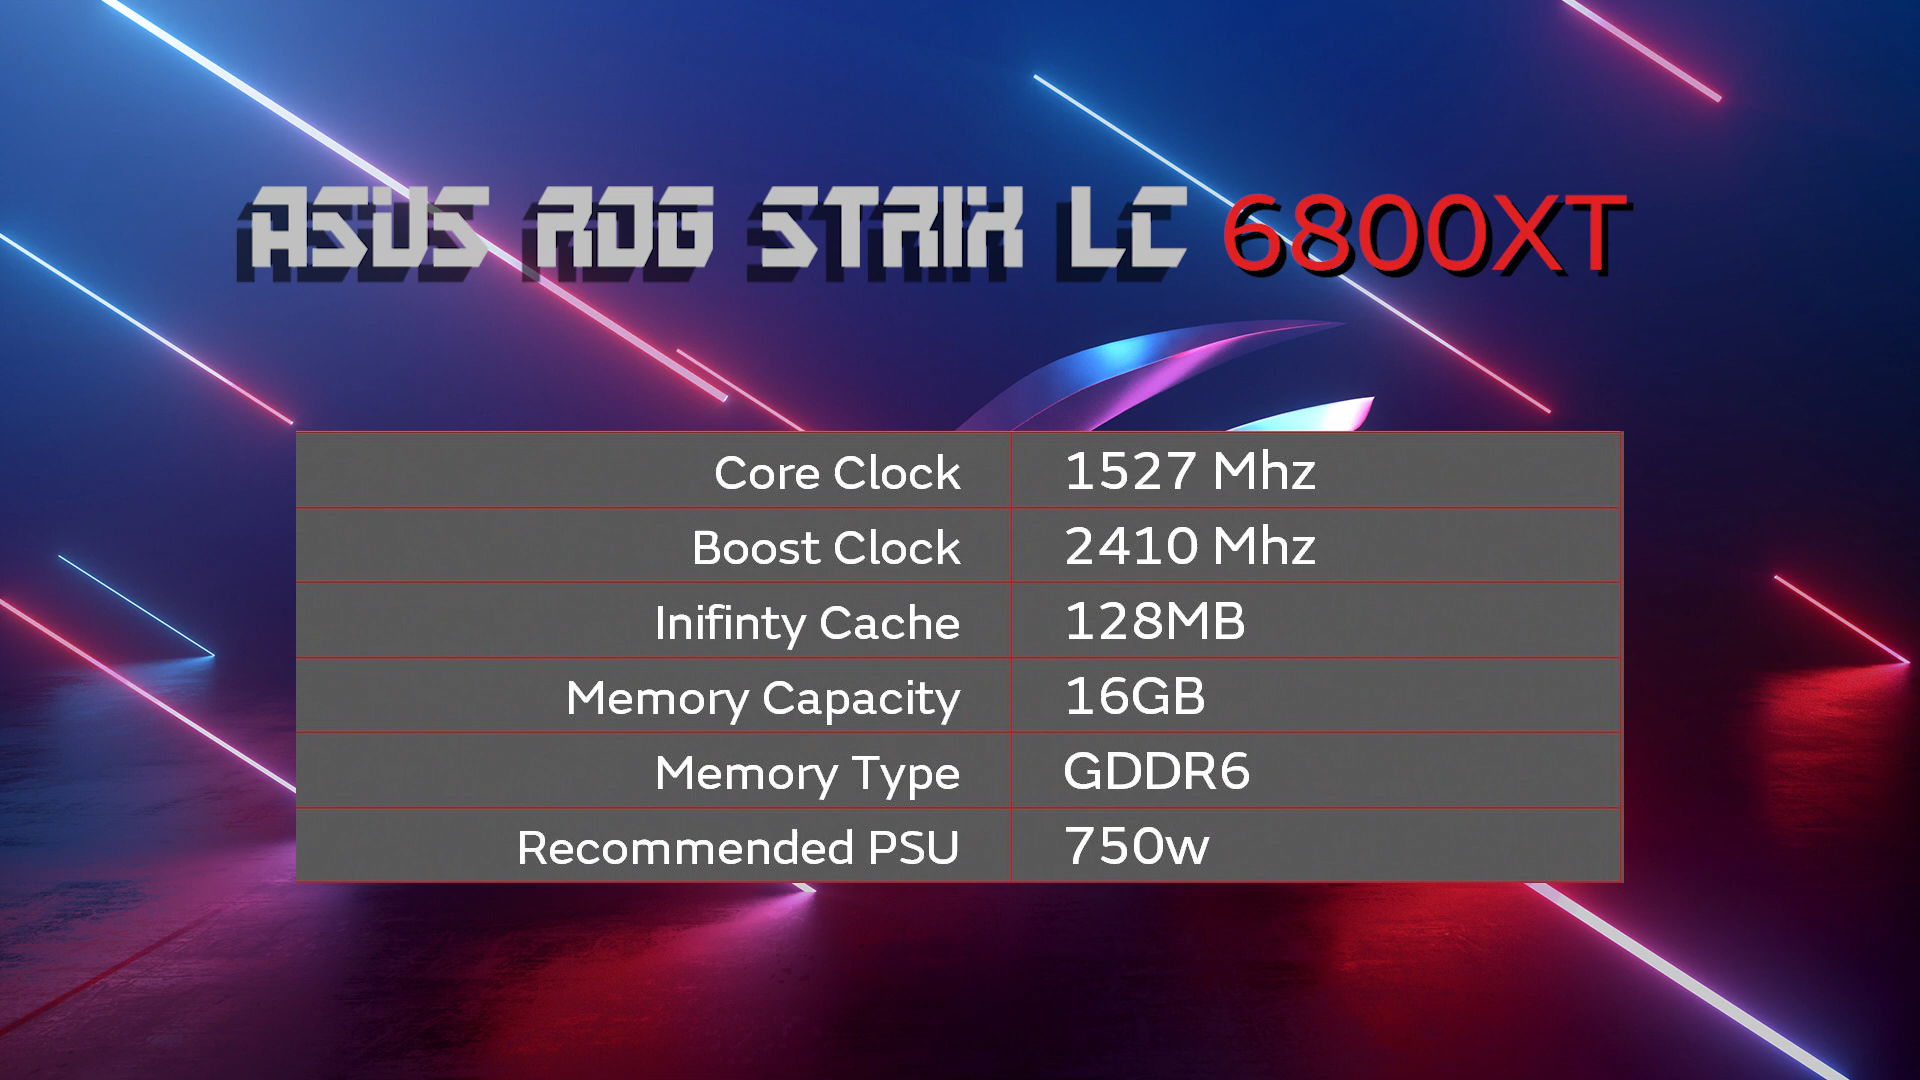 ASUS ROG STRIX LC 6800XT
Core Clock 1527 Mhz
Boost Clock 2410 Mhz
Inifinty Cache 128MB
Memory Capacity 16GB
Memory Type GDDR6
Recommended PSU 750w